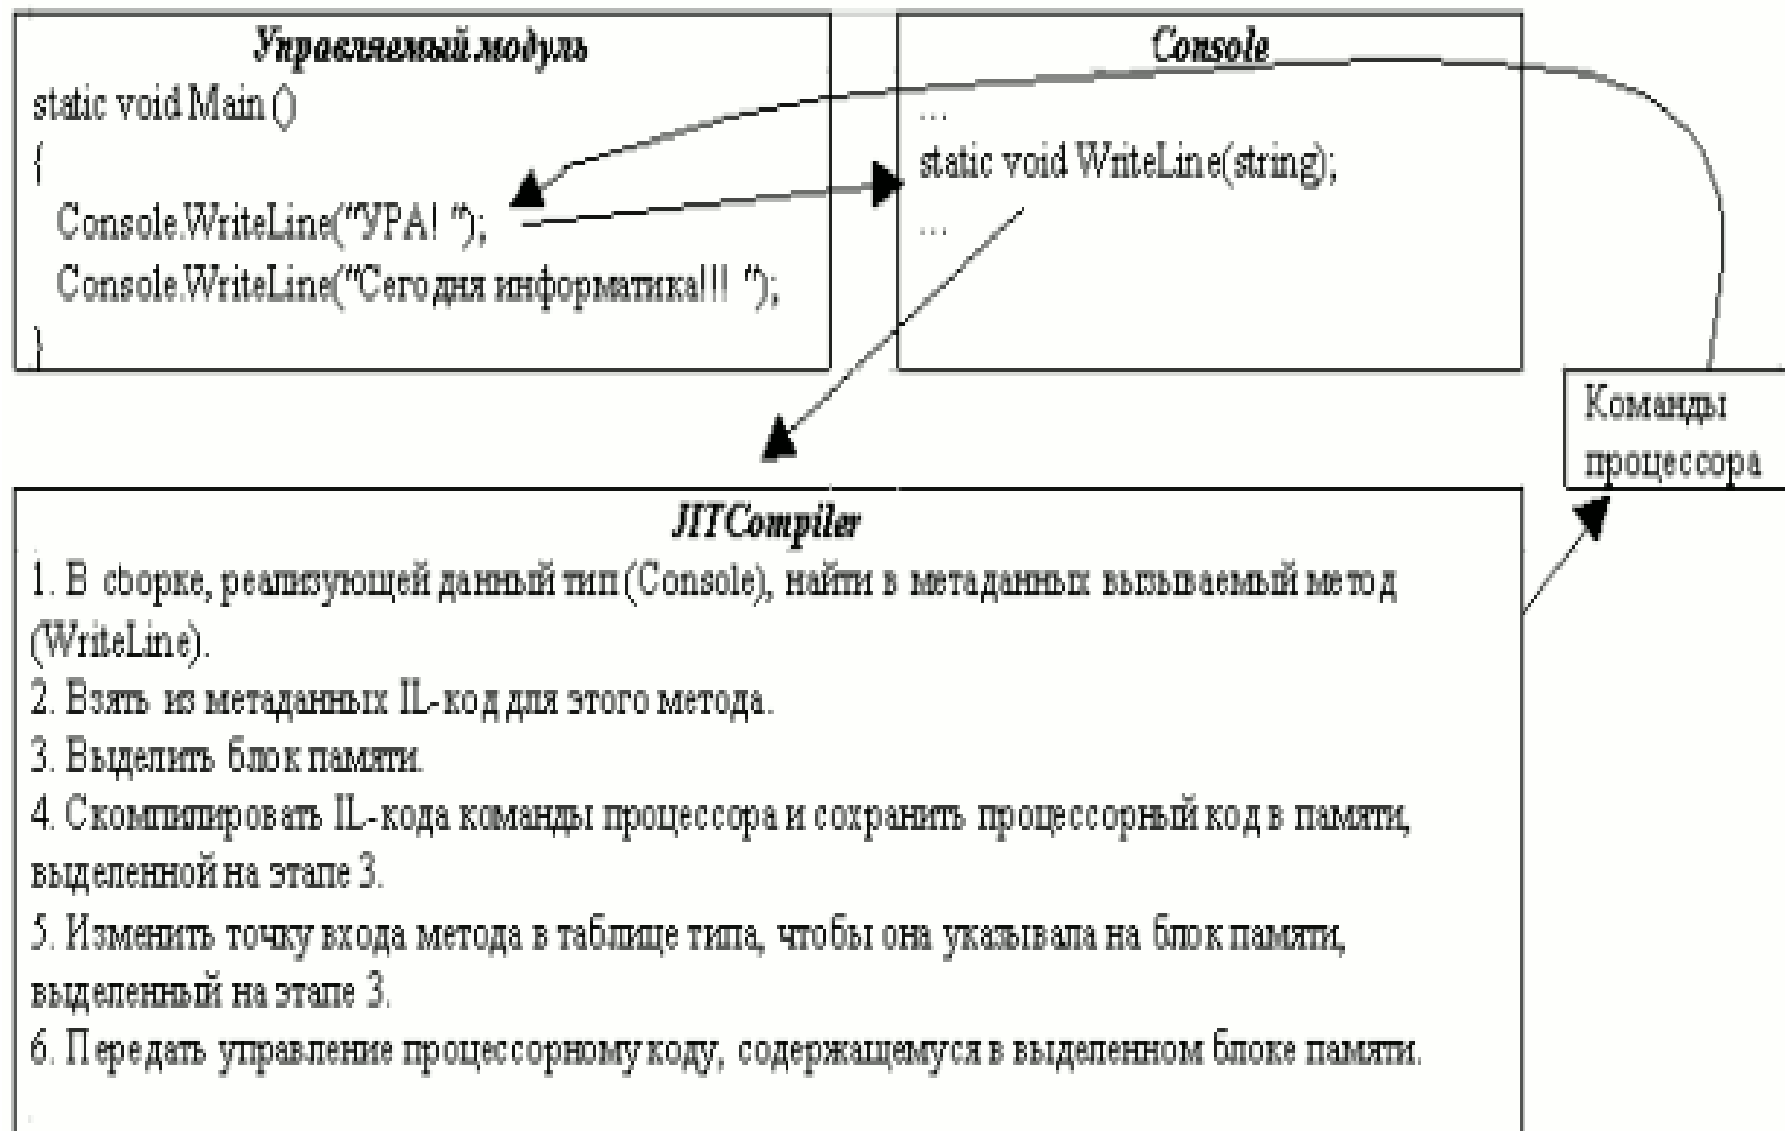 Управляемый модуль
static void Main ()
{
Console.WriteLine("УРА! ");
Console.WriteLine("Сегодня информатика!!! ");
}
Console
...
static void WriteLine(string);
...
Команды
процессора
JITCompiler
1. В сборке, реализующей данный тип (Console), найти в метаданных вызываемый метод
(WriteLine).
2. Взять из метаданных IL-код для этого метода.
3. Выделить блок памяти.
4. Скомпилировать IL-кода команды процессора и сохранить процессорный код в памяти,
выделенной на этапе 3.
5. Изменить точку входа метода в таблице типа, чтобы она указывала на блок памяти,
выделенный на этапе 3.
6. Передать управление процессорному коду, содержащемуся в выделенном блоке памяти.